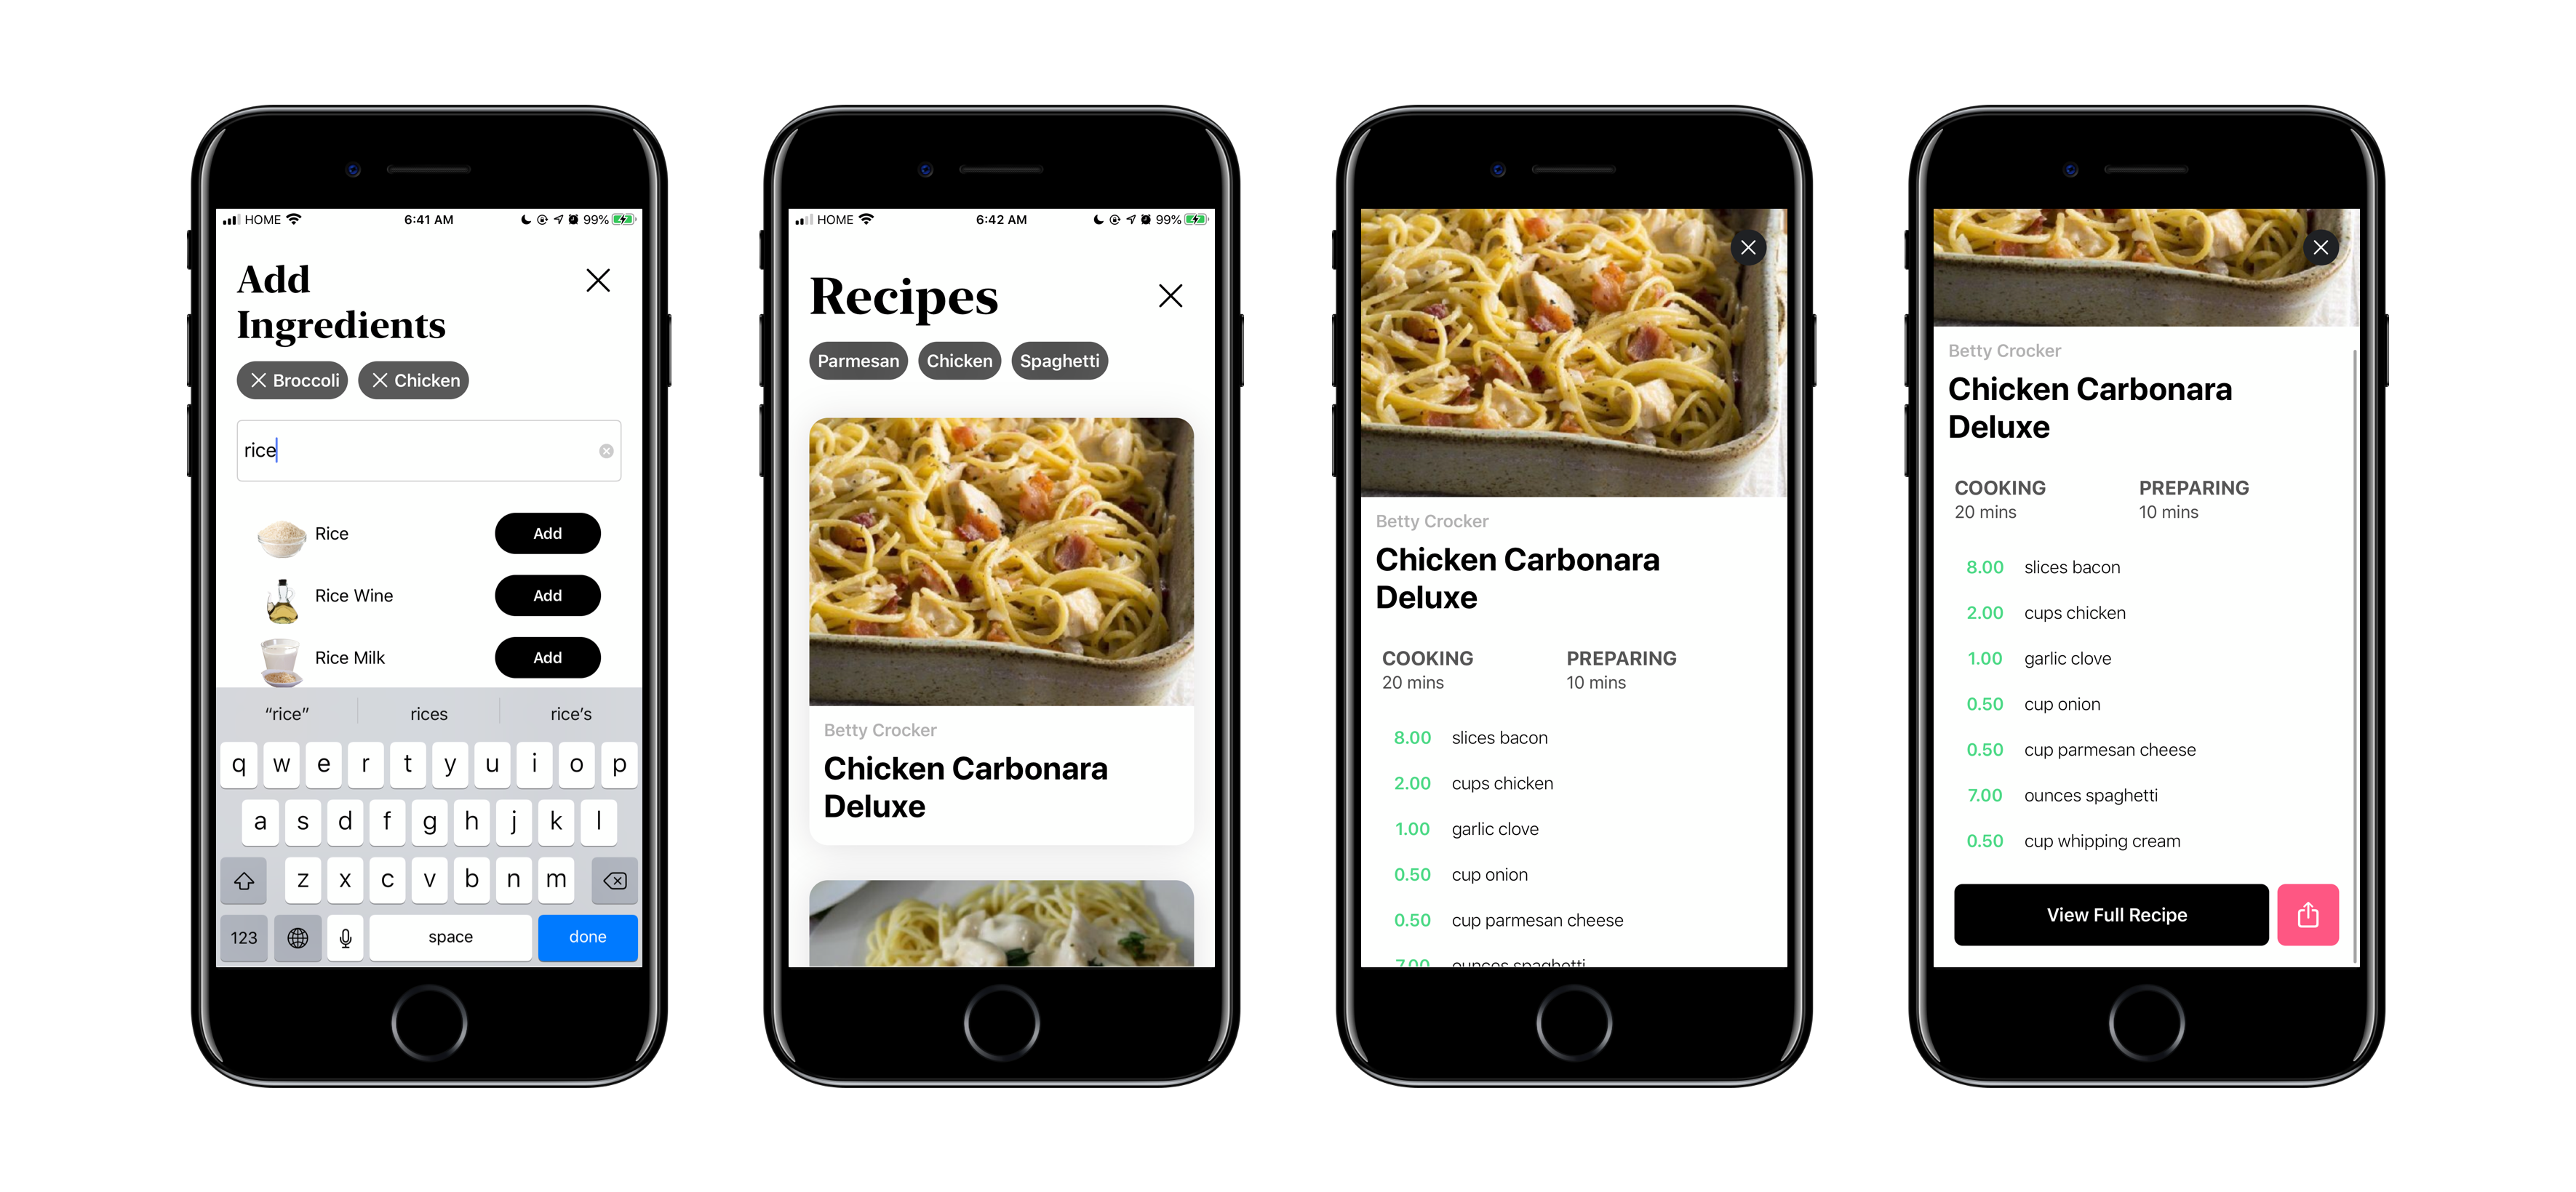 HOME 6:41 AM 99%
Add
Ingredients
Broccoli Chicken
rice
Rice Add
Rice Wine Add
Rice Milk Add
“rice” rices rice’s
q w e r t y u i o p
a s d f g h j k l
z x c v b n m
123 space done
HOME 6:42 AM 99%
Recipes
Parmesan Chicken Spaghetti
Betty Crocker
Chicken Carbonara
Deluxe
Betty Crocker
Chicken Carbonara
Deluxe
COOKING PREPARING
20 mins 10 mins
8.00 slices bacon
2.00 cups chicken
1.00 garlic clove
0.50 cup onion
0.50 cup parmesan cheese
7.00 ounces spaghetti
Betty Crocker
Chicken Carbonara
Deluxe
COOKING PREPARING
20 mins 10 mins
8.00 slices bacon
2.00 cups chicken
1.00 garlic clove
0.50 cup onion
0.50 cup parmesan cheese
7.00 ounces spaghetti
0.50 cup whipping cream
View Full Recipe